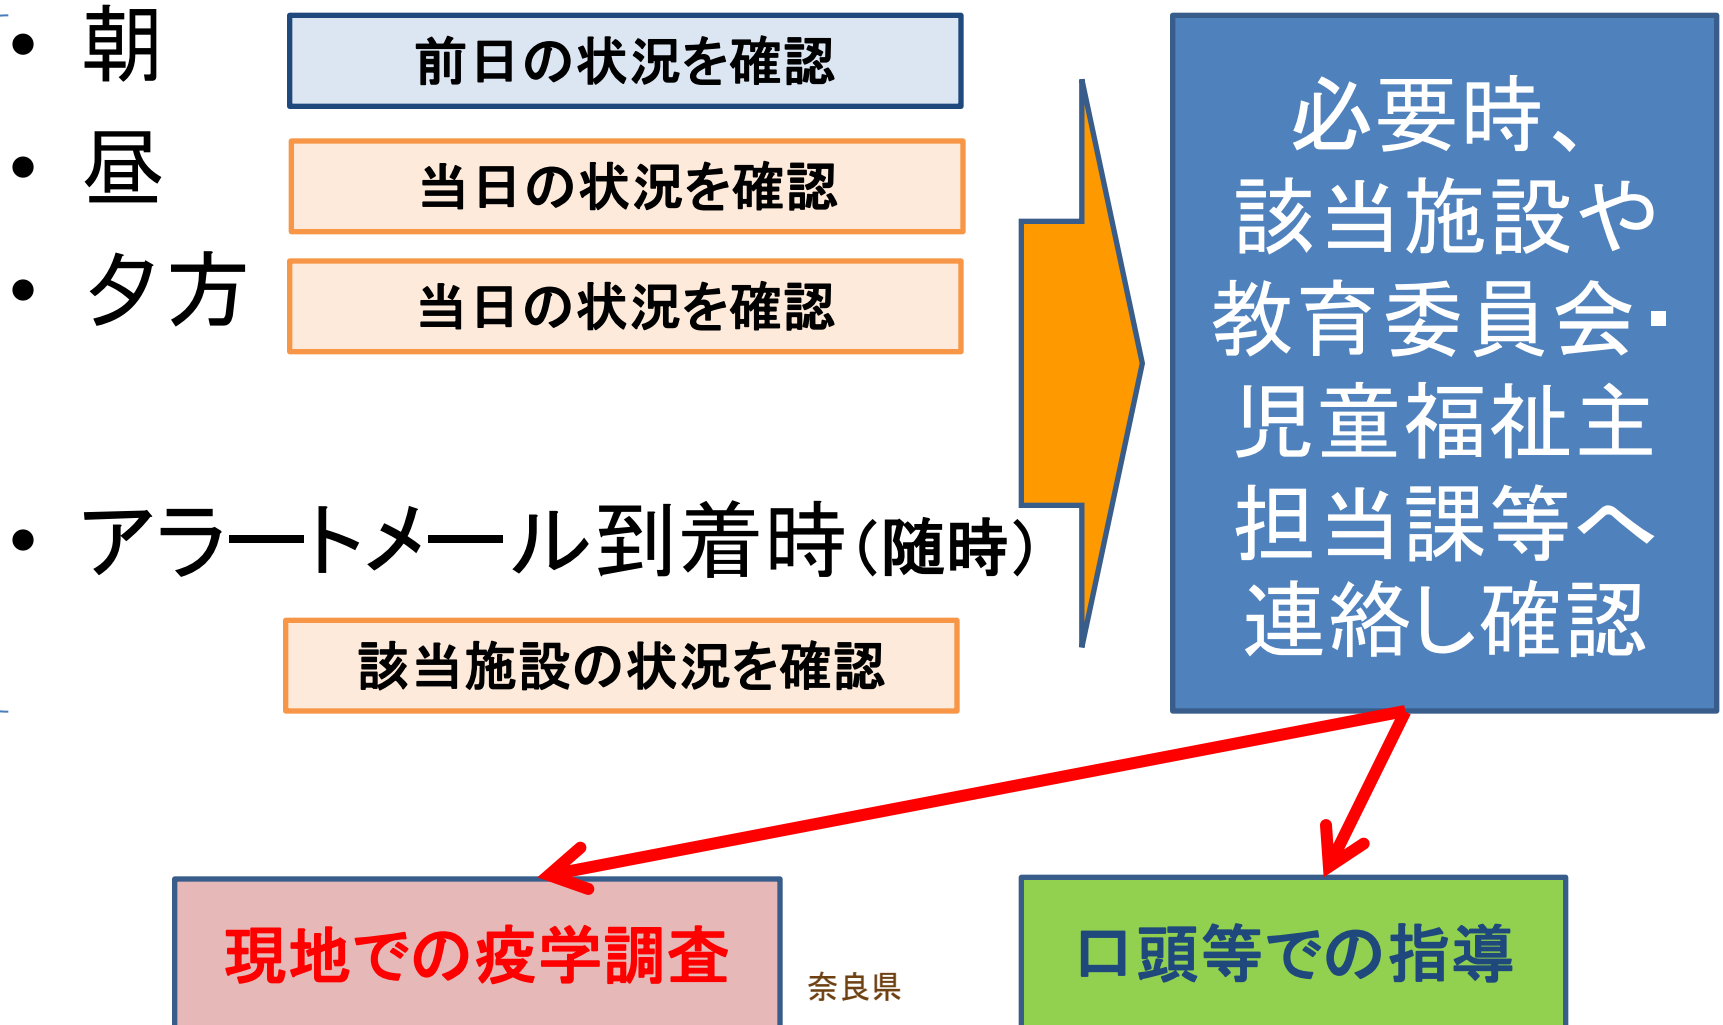 • 朝
前日の状況を確認
• 昼
当日の状況を確認
• 夕方
当日の状況を確認
• アラートメール到着時(随時)
該当施設の状況を確認
必要時、
該当施設や
教育委員会・
児童福祉主
担当課等へ
連絡し確認
現地での疫学調査
口頭等での指導
奈良県